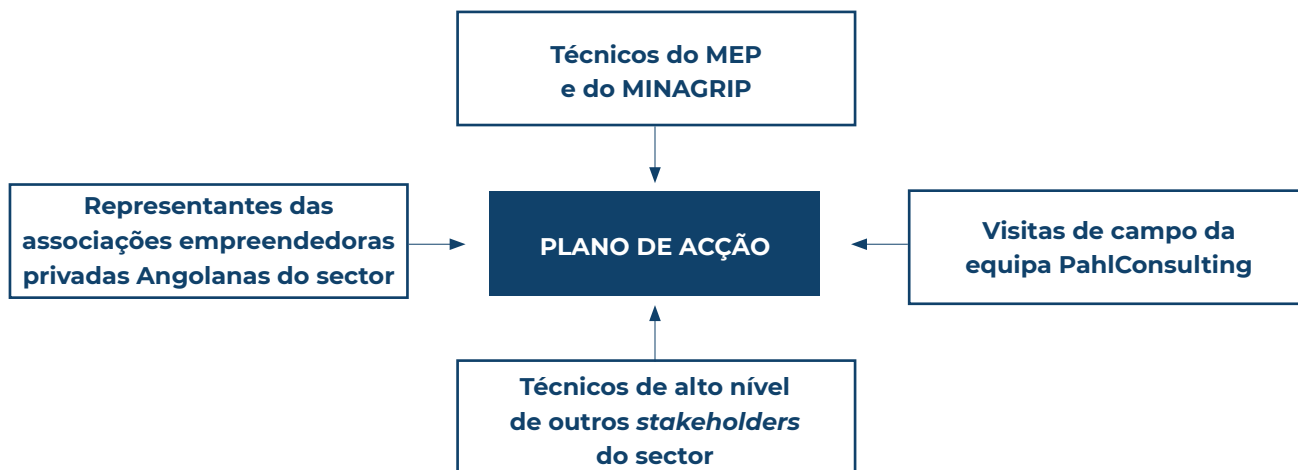 Técnicos do MEP
e do MINAGRIP
Representantes das
associações empreendedoras
privadas Angolanas do sector
PLANO DE ACÇÃO
Visitas de campo da
equipa PahlConsulting
Técnicos de alto nível
de outros stakeholders
do sector